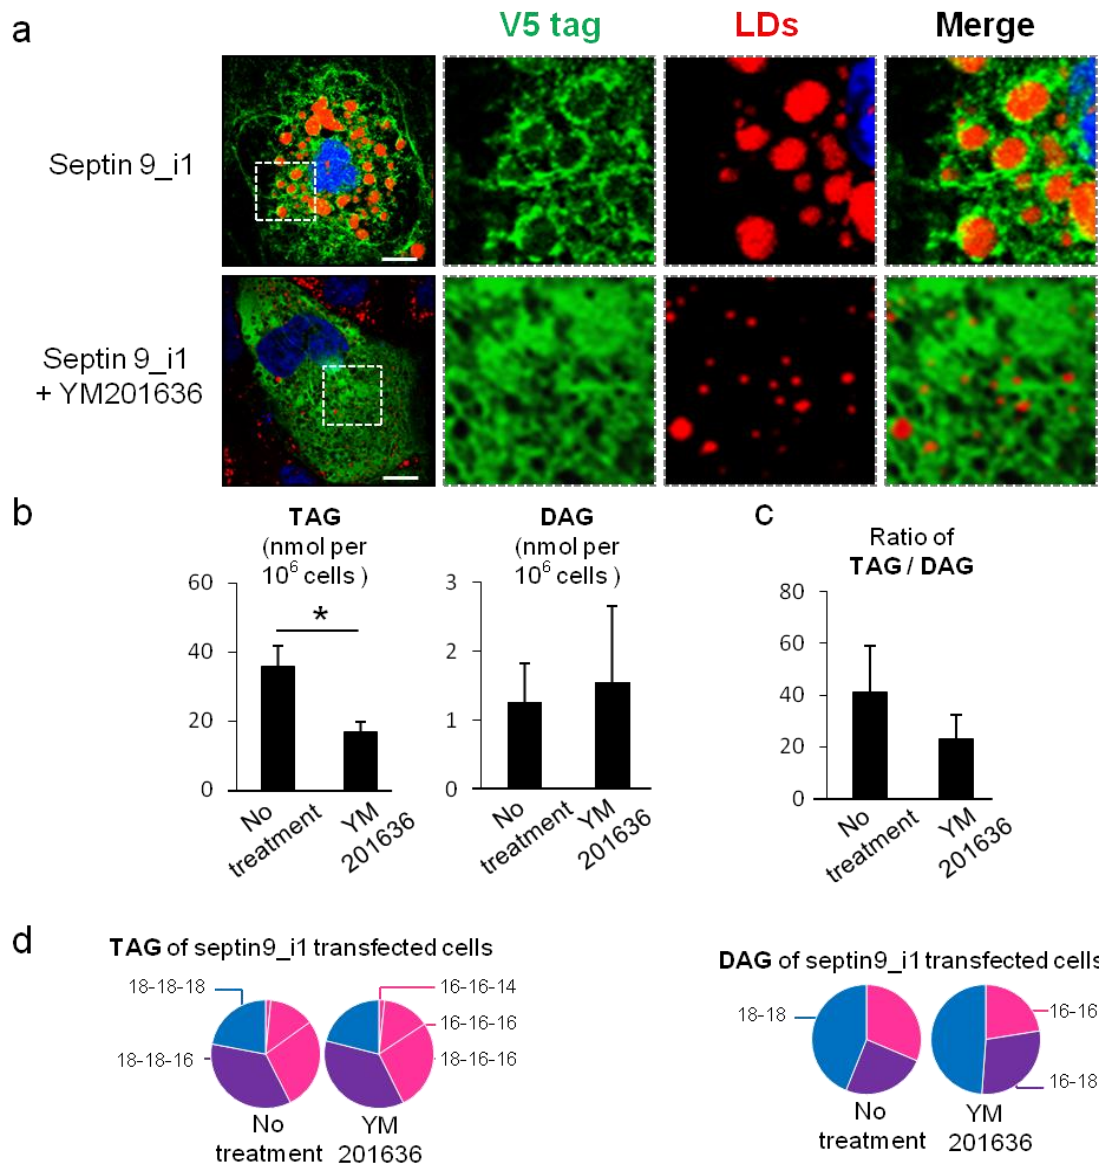 a
V5 tag
LDs
Merge
Septin 9_i1
Septin 9_i1
+ YM201636
b
TAG
(nmol per
10⁶ cells )
60
40
20
0
*
No
treatment
YM
201636
DAG
(nmol per
10⁶ cells )
3
2
1
0
No
treatment
YM
201636
c
Ratio of
TAG / DAG
80
60
40
20
0
No
treatment
YM
201636
d
TAG of septin9_i1 transfected cells
18-18-18
18-18-16
16-16-14
16-16-16
18-16-16
No
treatment
YM
201636
DAG of septin9_i1 transfected cells
18-18
16-16
16-18
No
treatment
YM
201636